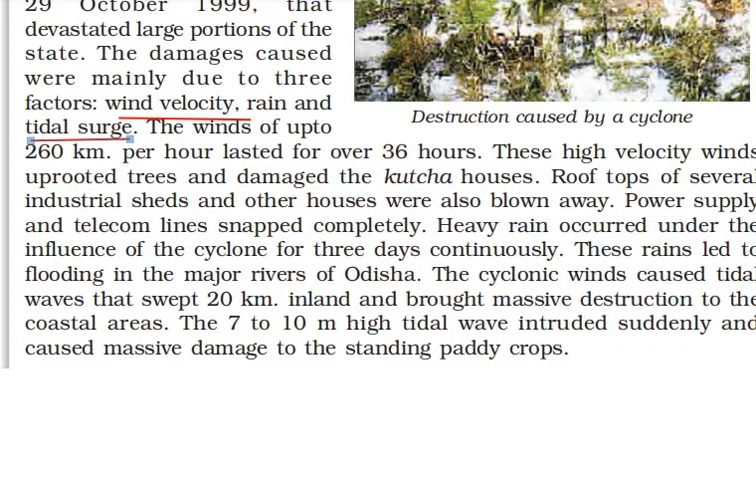 29 October 1999, that
devastated large portions of the
state. The damages caused
were mainly due to three
factors: wind velocity, rain and
tidal surge. The winds of upto
Destruction caused by a cyclone
260 km. per hour lasted for over 36 hours. These high velocity winds
uprooted trees and damaged the kutcha houses. Roof tops of several
industrial sheds and other houses were also blown away. Power supply
and telecom lines snapped completely. Heavy rain occurred under the
influence of the cyclone for three days continuously. These rains led to
flooding in the major rivers of Odisha. The cyclonic winds caused tidal
waves that swept 20 km. inland and brought massive destruction to the
coastal areas. The 7 to 10 m high tidal wave intruded suddenly and
caused massive damage to the standing paddy crops.